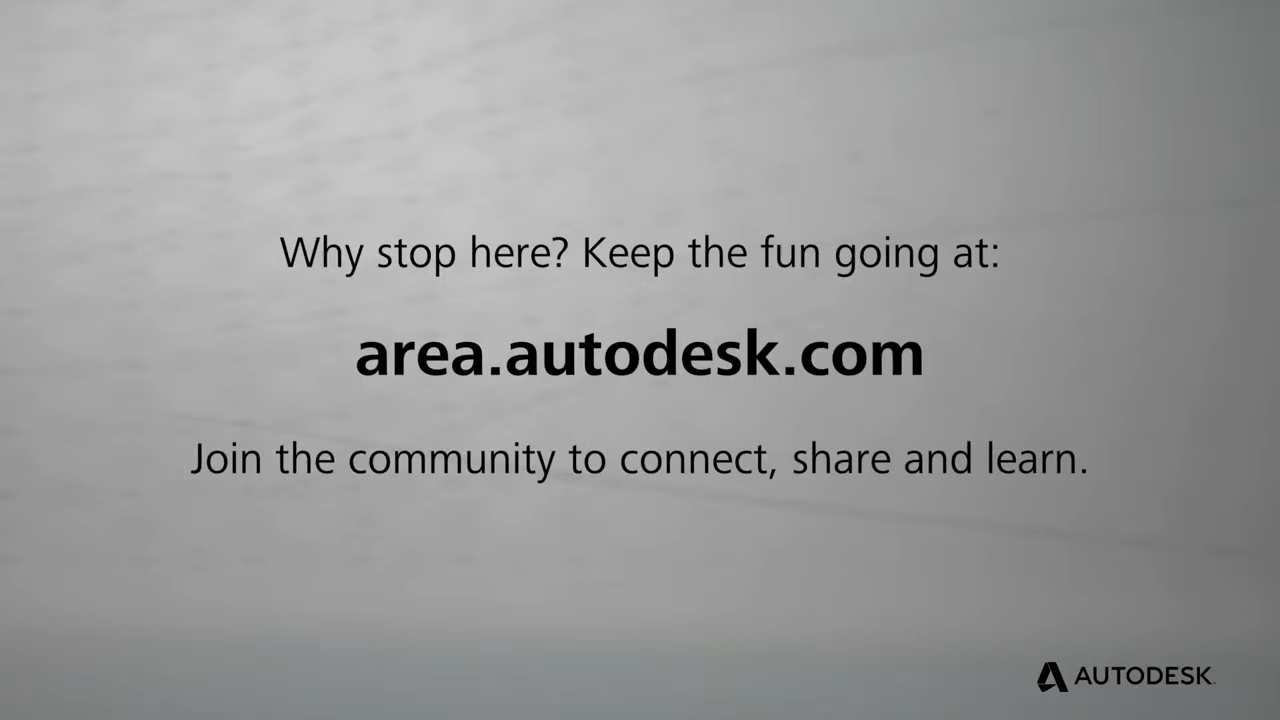 Why stop here? Keep the fun going at:
area.autodesk.com
Join the community to connect, share and learn.
AUTODESK.